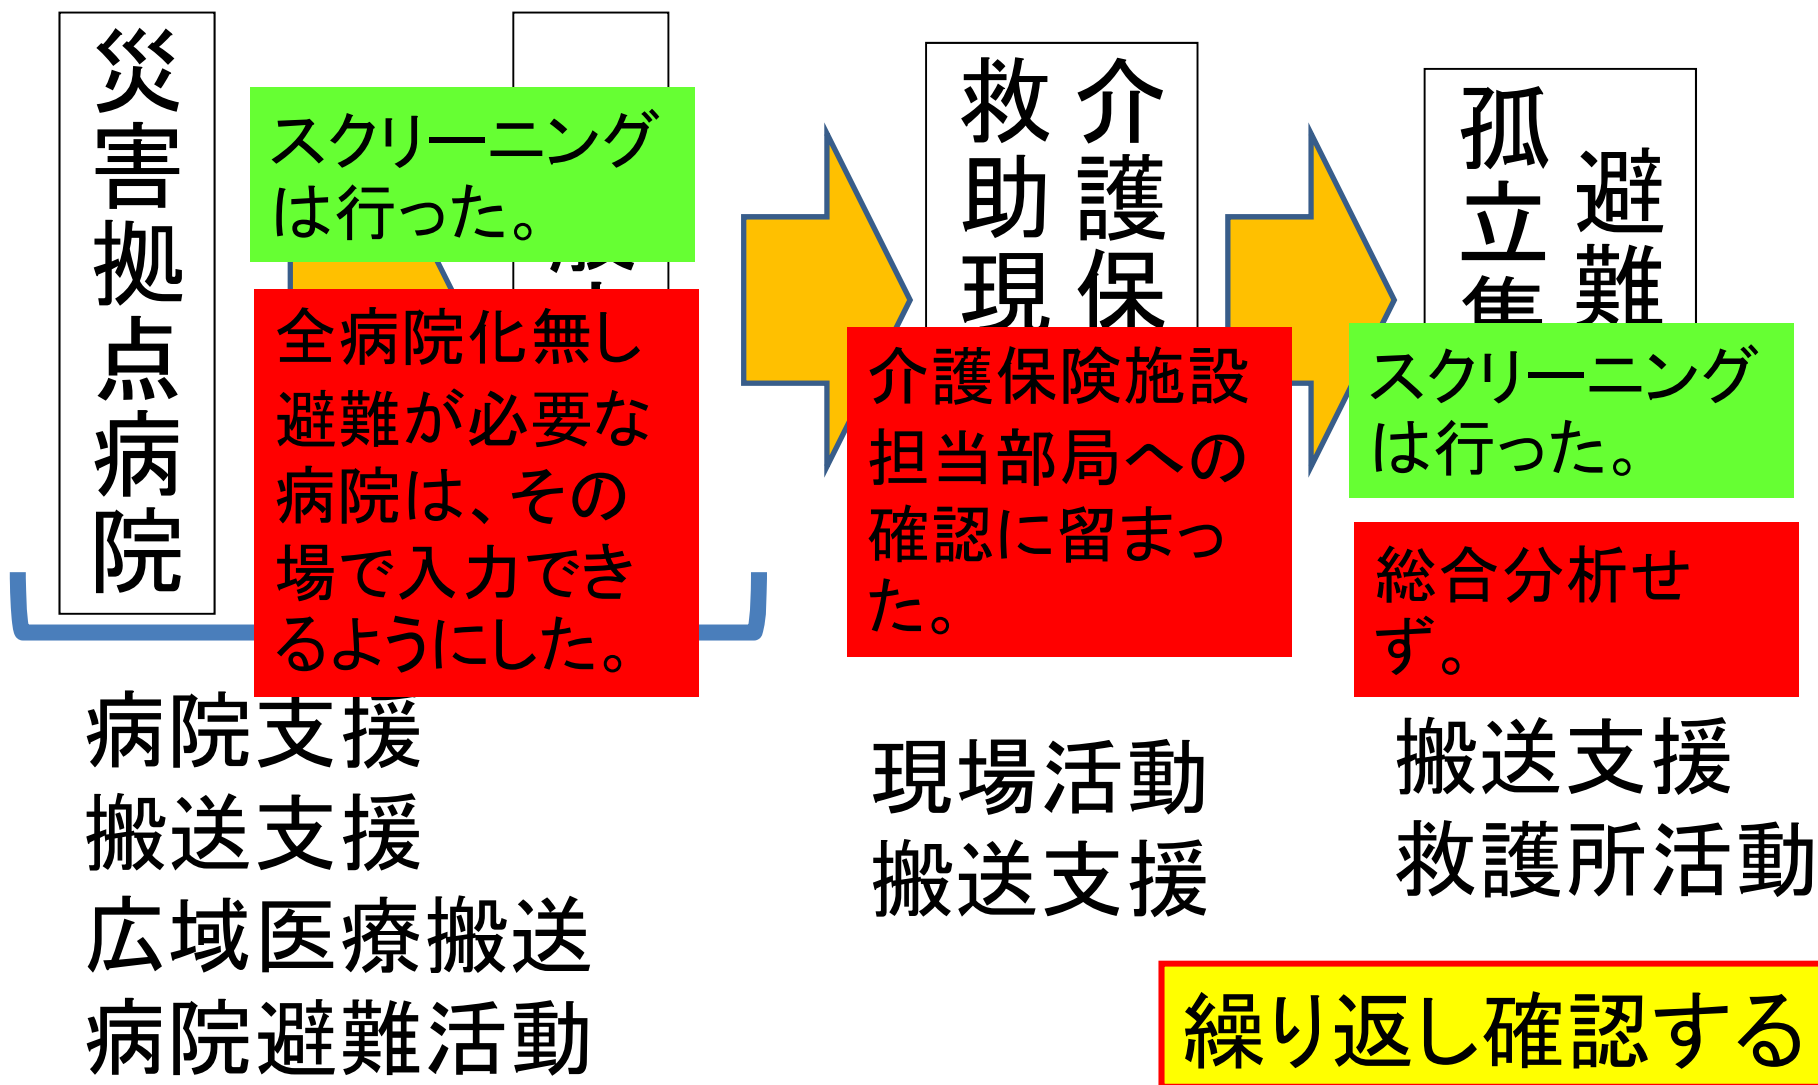 災害拠点病院
スクリーニング
は行った。
全病院化無し
避難が必要な
病院は、その
場で入力でき
るようにした。
病院支援
搬送支援
広域医療搬送
病院避難活動
介護保
救助現
介護保険施設
担当部局への
確認に留まっ
た。
現場活動
搬送支援
避難
孤立集
スクリーニング
は行った。
総合分析せ
ず。
搬送支援
救護所活動
繰り返し確認する